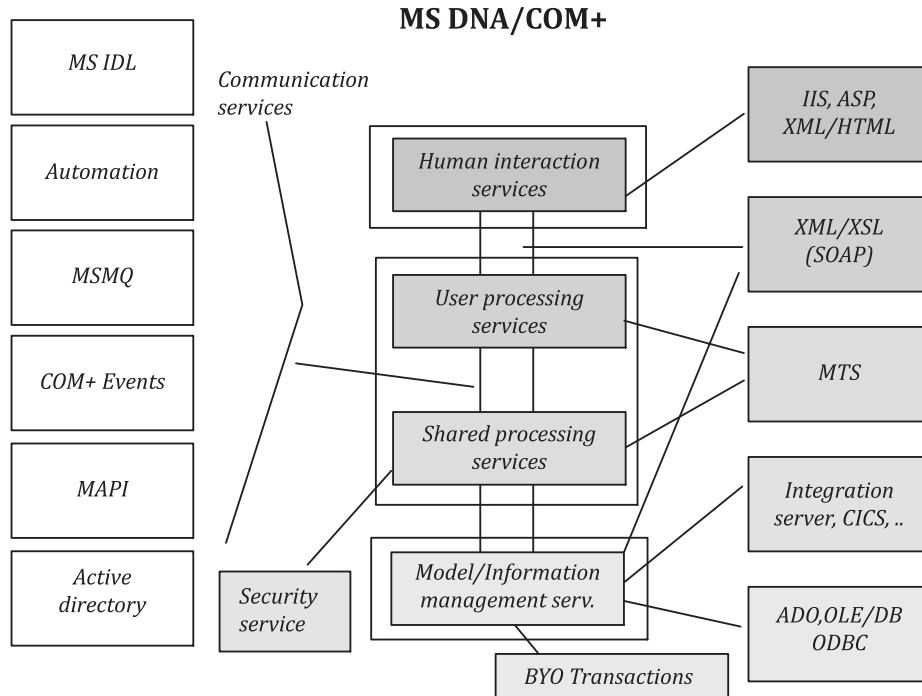 MS DNA/COM+
MS IDL
Automation
MSMQ
COM+ Events
MAPI
Active
directory
Communication
services
Security
service
Human interaction
services
User processing
services
Shared processing
services
Model/Information
management serv.
BYO Transactions
IIS, ASP,
XML/HTML
XML/XSL
(SOAP)
MTS
Integration
server, CICS, ..
ADO,OLE/DB
ODBC